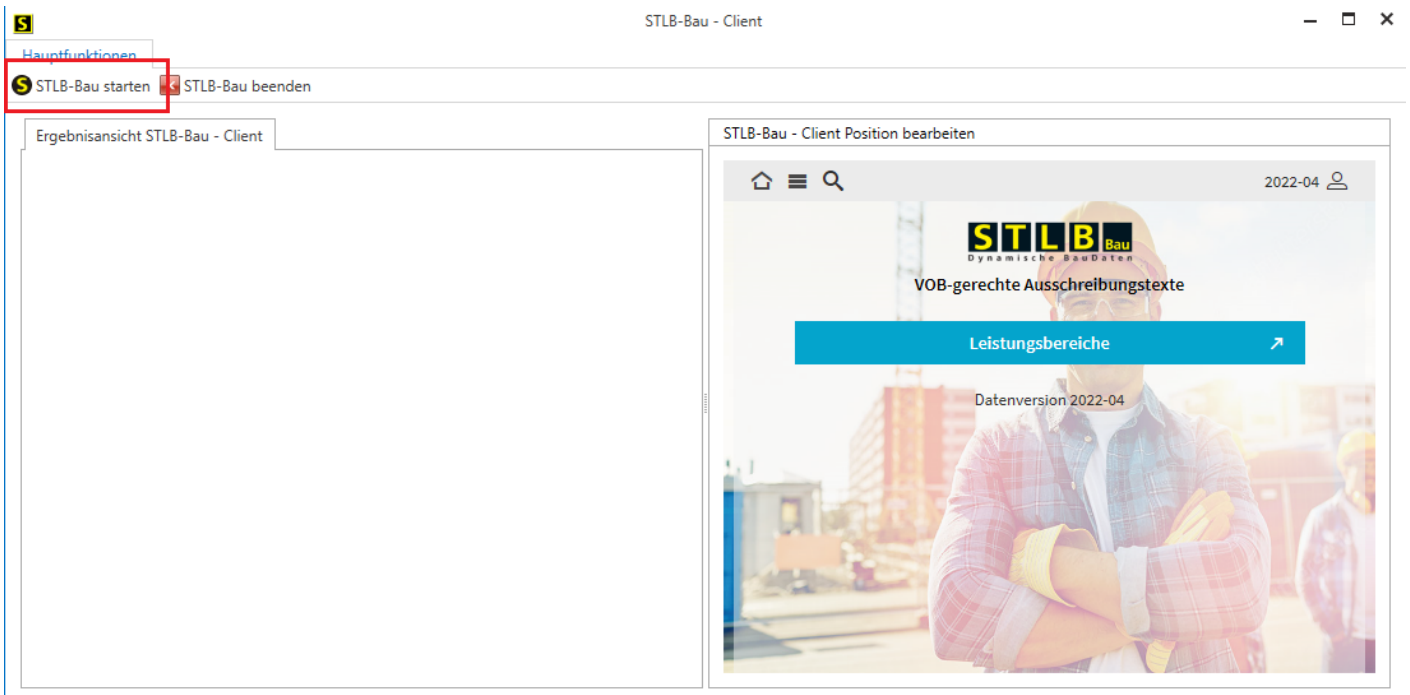 STLB-Bau - Client
Hauptfunktionen
STLB-Bau starten STLB-Bau beenden
Ergebnisansicht STLB-Bau - Client
STLB-Bau - Client Position bearbeiten
2022-04
STLB Bau
Dynamische BauDaten
VOB-gerechte Ausschreibungstexte
Leistungsbereiche
Datenversion 2022-04